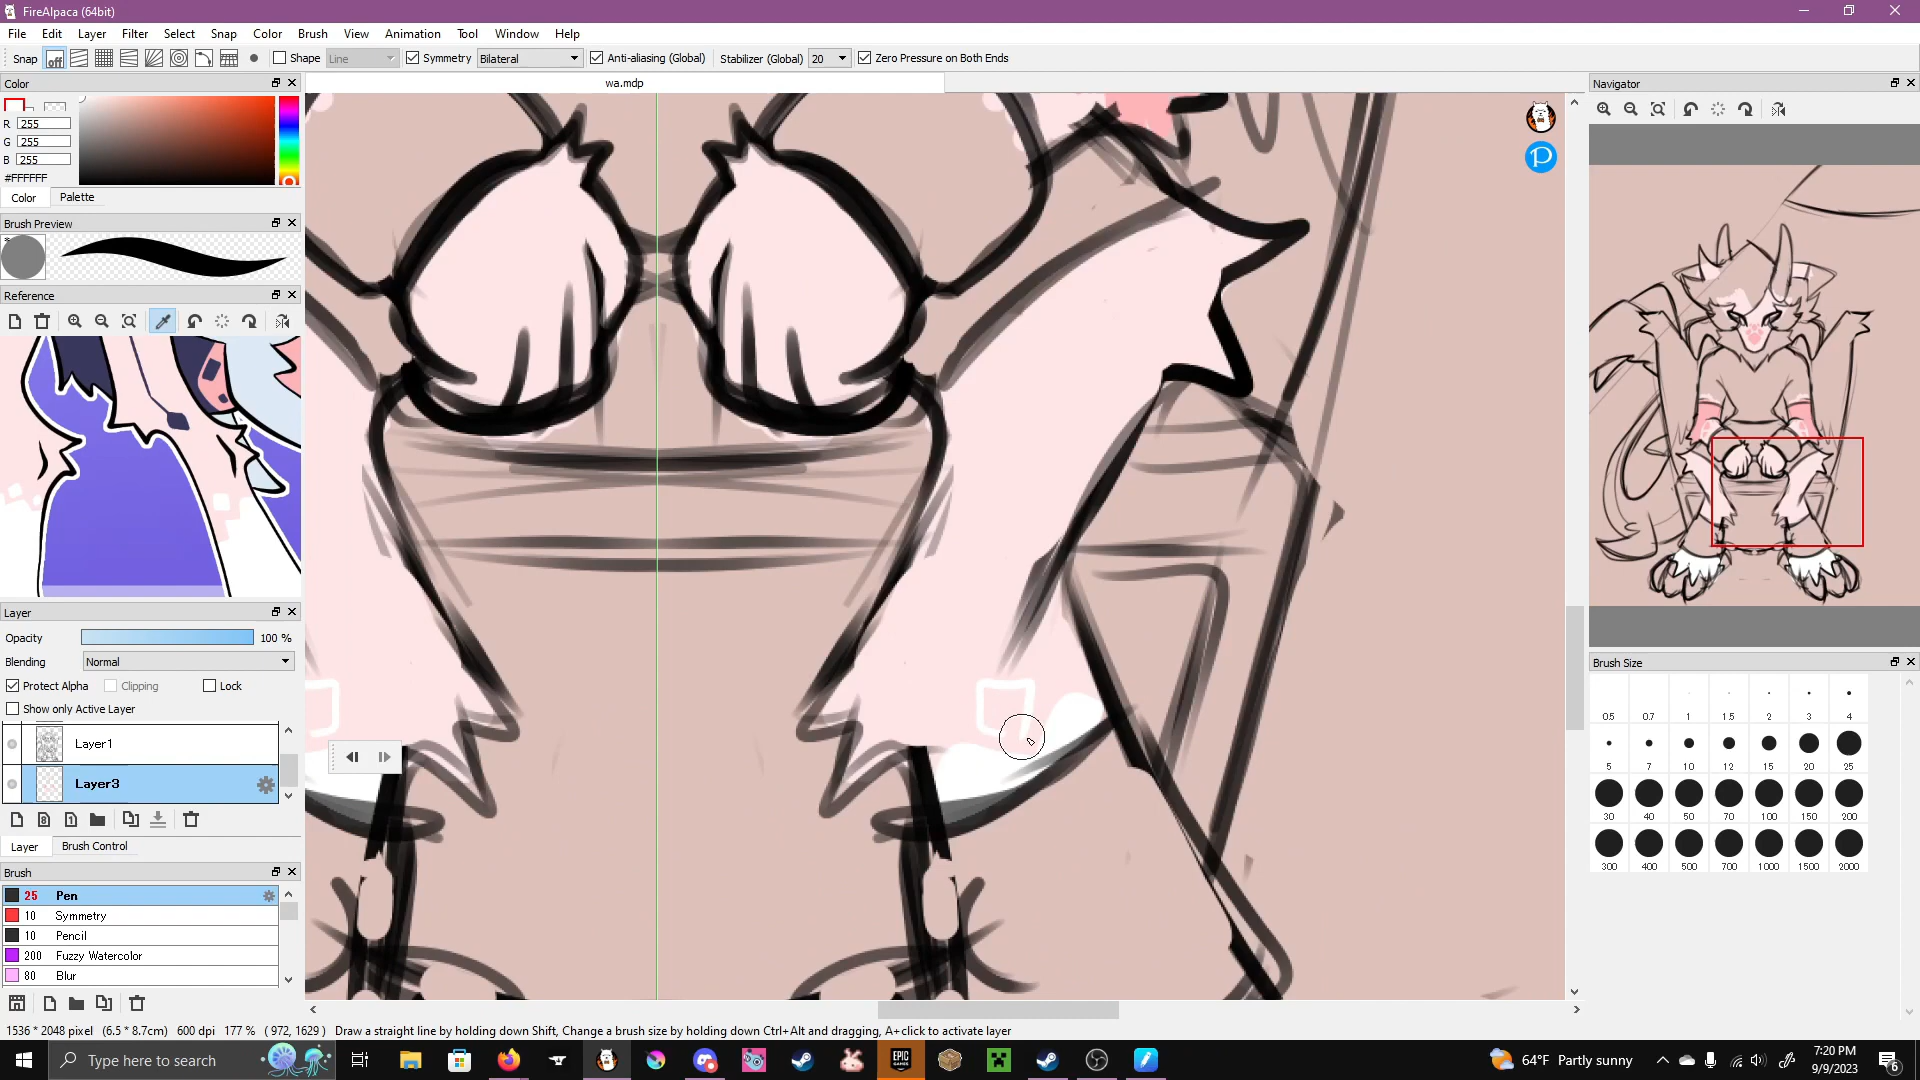 FireAlpaca (64bit)
File Edit Layer Filter Select Snap Color Brush View Animation Tool Window Help
Snap off Shape Line Symmetry Bilateral Anti-aliasing (Global) Stabilizer (Global) 20 Zero Pressure on Both Ends
Color
wa.mdp
Navigator
R 255
G 255
B 255
#FFFFFF
Color Palette
Brush Preview
Reference
Layer
Opacity 100 %
Blending Normal
Protect Alpha Clipping Lock
Show only Active Layer
Layer1
Layer3
Layer Brush Control
Brush
25 Pen
10 Symmetry
10 Pencil
200 Fuzzy Watercolor
80 Blur
Brush Size
0.5 0.7 1 1.5 2 3 4
5 7 10 12 15 20 25
30 40 50 70 100 150 200
300 400 500 700 1000 1500 2000
1536 * 2048 pixel (6.5 * 8.7cm) 600 dpi 177 % ( 972, 1629 ) Draw a straight line by holding down Shift, Change a brush size by holding down Ctrl+Alt and dragging, A+click to activate layer
Type here to search
EPIC GAMES
64°F Partly sunny
7:20 PM
9/9/2023
6